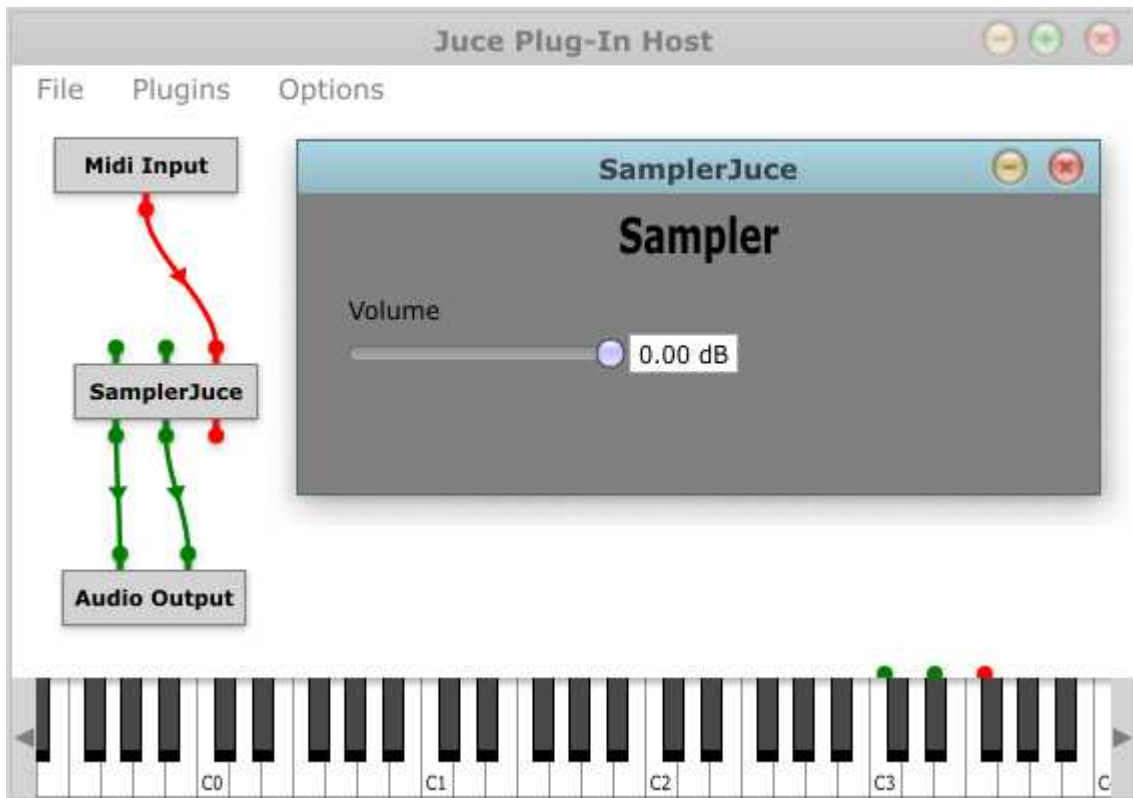 Juce Plug-In Host
File Plugins Options
Midi Input
SamplerJuce
Sampler
Volume
0.00 dB
SamplerJuce
Audio Output
C0 C1 C2 C3 C